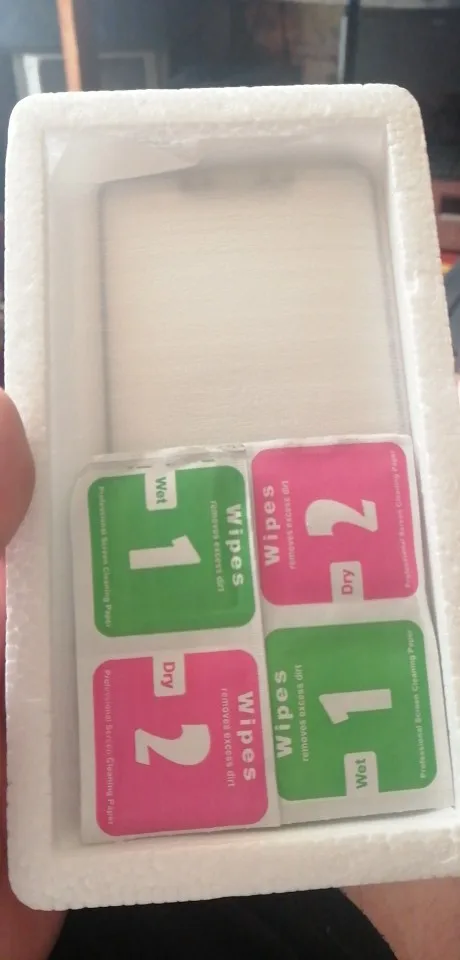 Wipes
removes excess dirt
1
Wet
Professional Screen Cleaning Paper
Wipes
removes excess dirt
2
Dry
Professional Screen Cleaning Paper
Wipes
removes excess dirt
2
Dry
Professional Screen Cleaning Paper
Wipes
removes excess dirt
1
Wet
Professional Screen Cleaning Paper